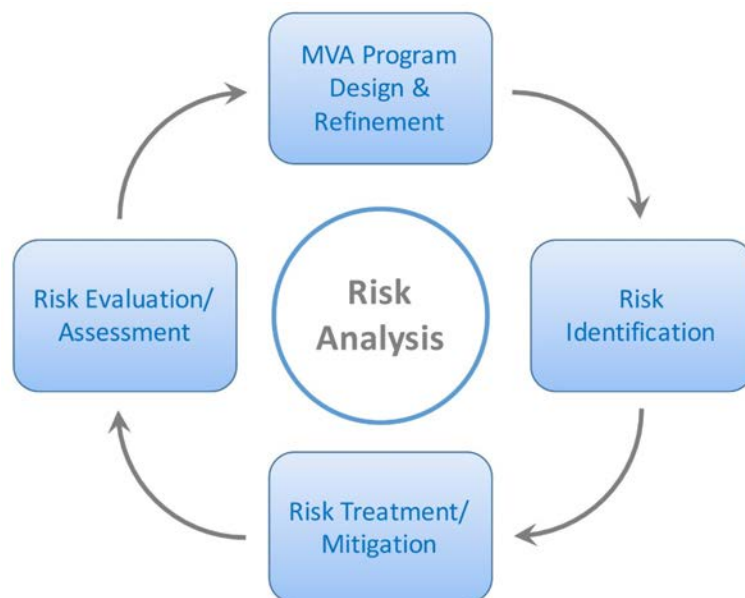 MVA Program
Design &
Refinement
Risk Evaluation/
Assessment
Risk
Analysis
Risk
Identification
Risk Treatment/
Mitigation